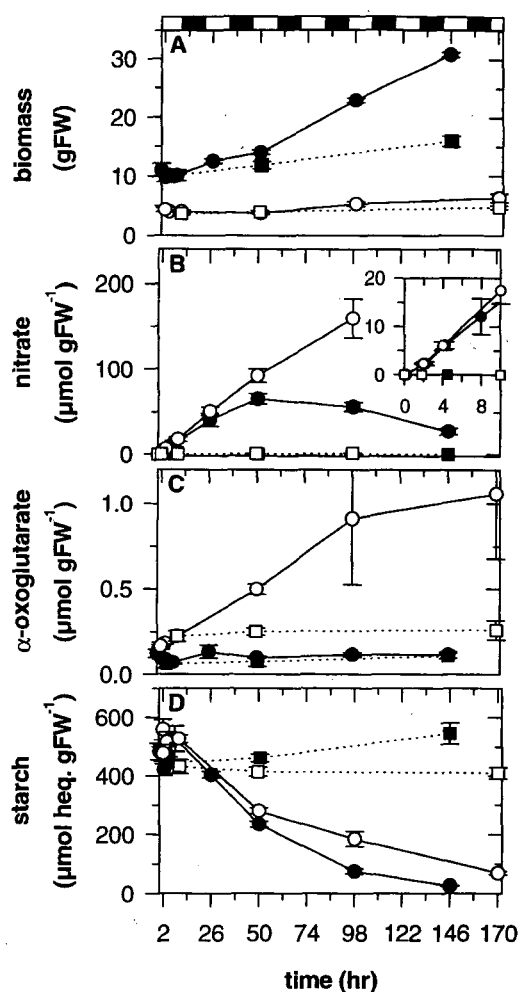 A
30
20
10
0
biomass
(gFW)
B
200
100
0
nitrate
(µmol gFW⁻¹)
20
10
0
0 4 8
C
1.0
0.5
0.0
α-oxoglutarate
(µmol gFW⁻¹)
D
600
400
200
0
starch
(µmol heq. gFW⁻¹)
2 26 50 74 98 122 146 170
time (hr)